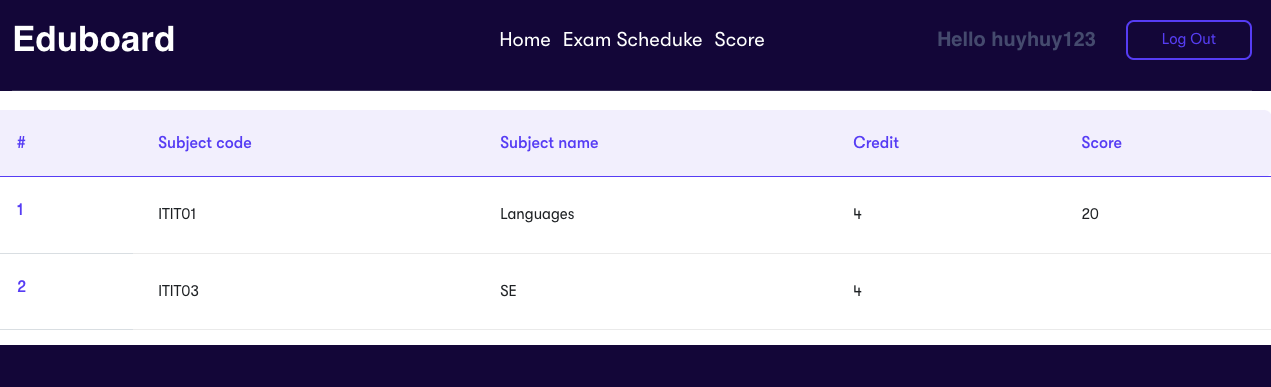 Eduboard Home Exam Scheduke Score Hello huyhuy123 Log Out
# Subject code Subject name Credit Score
1 ITIT01 Languages 4 20
2 ITIT03 SE 4